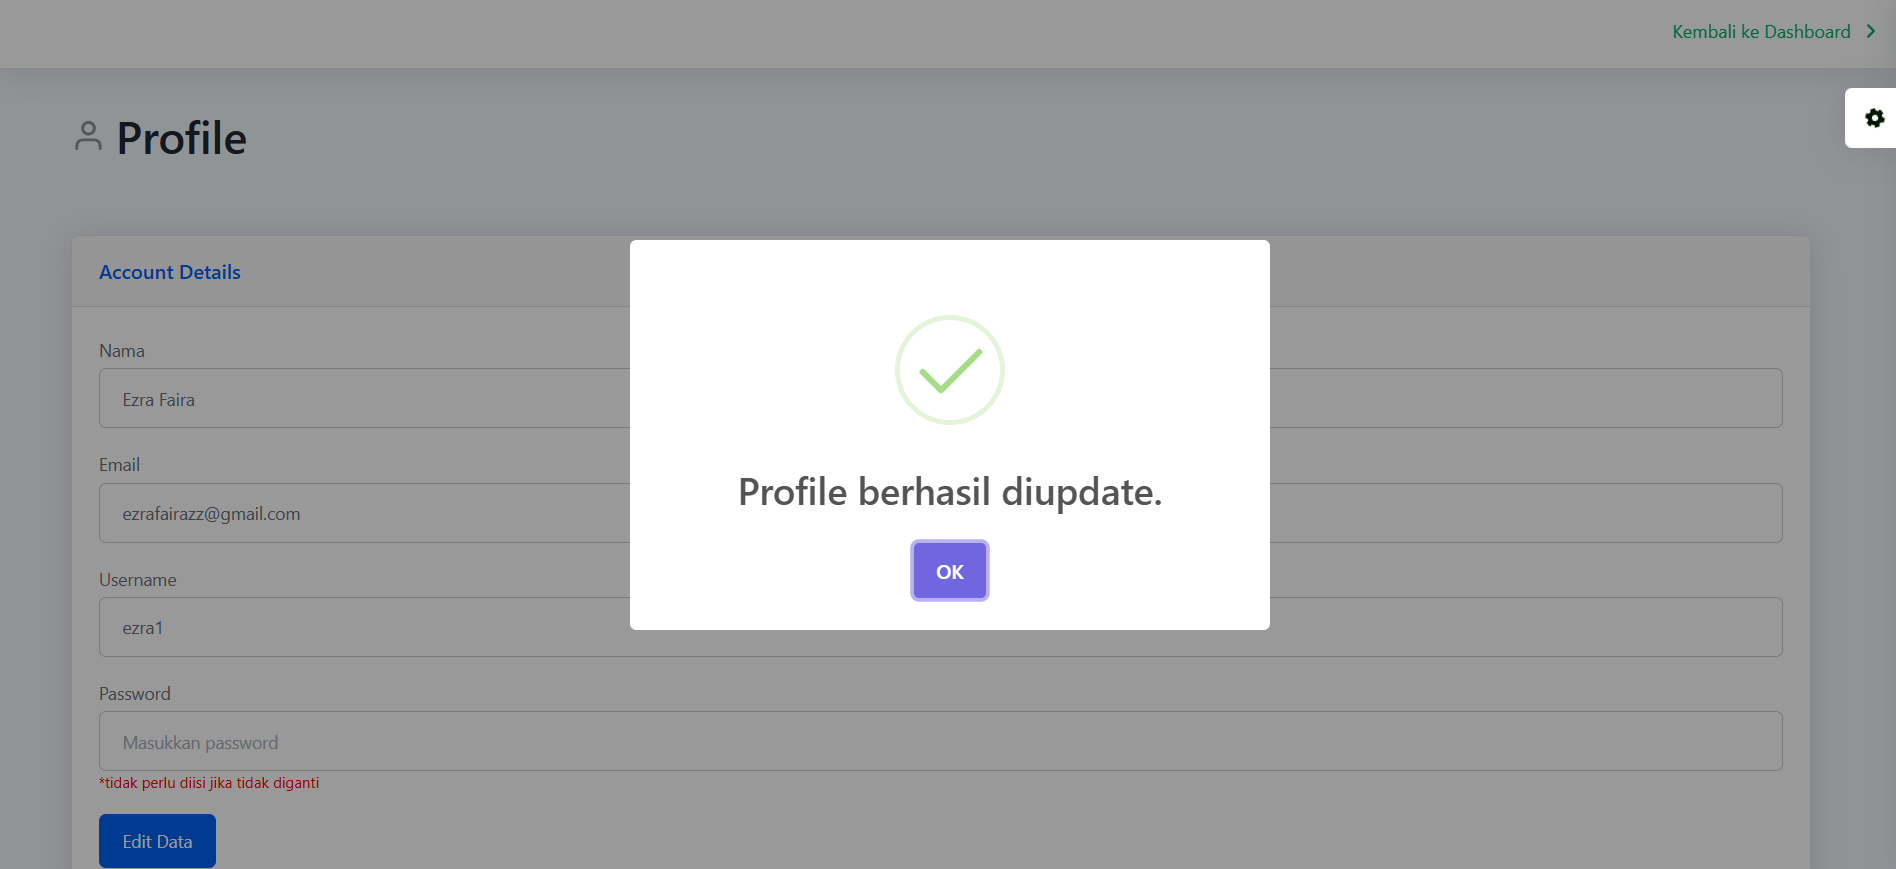 Kembali ke Dashboard
Profile
Account Details
Nama
Ezra Faira
Email
ezrafairazz@gmail.com
Username
ezra1
Password
Masukkan password
*tidak perlu diisi jika tidak diganti
Edit Data
Profile berhasil diupdate.
OK